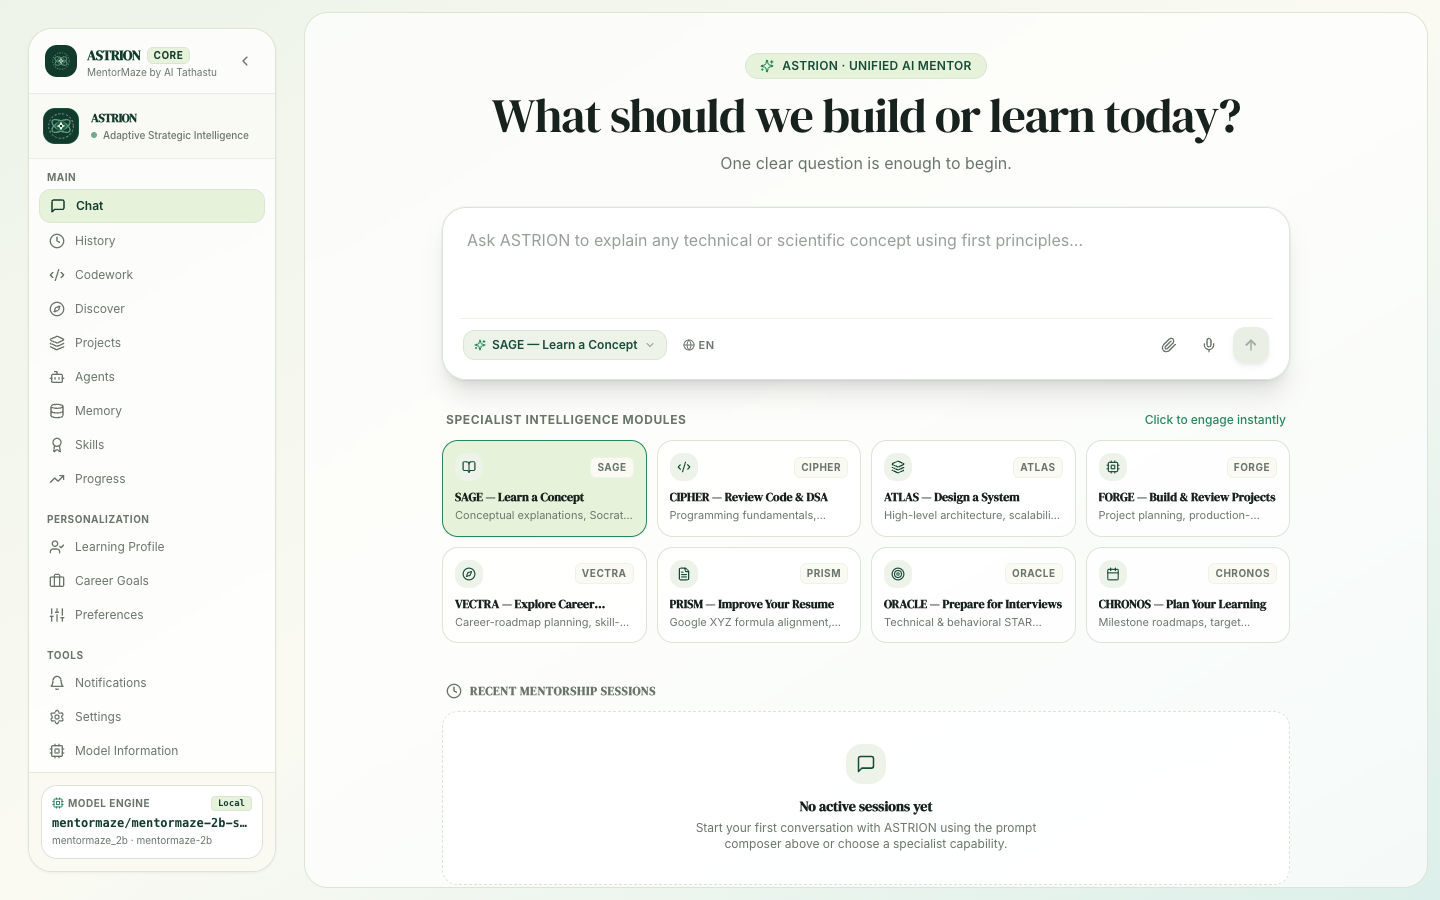 ASTRION CORE
MentorMaze by AI Tathastu
ASTRION
Adaptive Strategic Intelligence
MAIN
Chat
History
Codework
Discover
Projects
Agents
Memory
Skills
Progress
PERSONALIZATION
Learning Profile
Career Goals
Preferences
TOOLS
Notifications
Settings
Model Information
MODEL ENGINE Local
mentormaze/mentormaze-2b-s…
mentormaze_2b · mentormaze-2b
ASTRION · UNIFIED AI MENTOR
What should we build or learn today?
One clear question is enough to begin.
Ask ASTRION to explain any technical or scientific concept using first principles...
SAGE — Learn a Concept EN
SPECIALIST INTELLIGENCE MODULES Click to engage instantly
SAGE
SAGE — Learn a Concept
Conceptual explanations, Socrat…
CIPHER
CIPHER — Review Code & DSA
Programming fundamentals,…
ATLAS
ATLAS — Design a System
High-level architecture, scalabili…
FORGE
FORGE — Build & Review Projects
Project planning, production-…
VECTRA
VECTRA — Explore Career…
Career-roadmap planning, skill-…
PRISM
PRISM — Improve Your Resume
Google XYZ formula alignment,…
ORACLE
ORACLE — Prepare for Interviews
Technical & behavioral STAR…
CHRONOS
CHRONOS — Plan Your Learning
Milestone roadmaps, target…
RECENT MENTORSHIP SESSIONS
No active sessions yet
Start your first conversation with ASTRION using the prompt
composer above or choose a specialist capability.